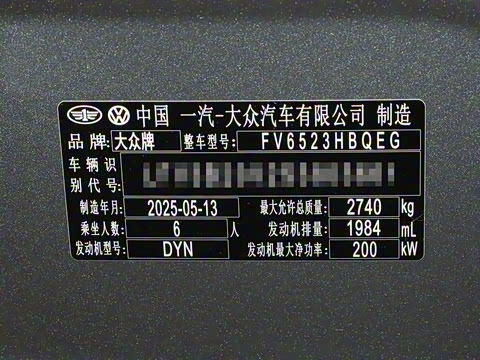 中国 一汽-大众汽车有限公司 制造
品牌: 大众牌 整车型号: FV6523HBQEG
车辆识别代号:
制造年月: 2025-05-13 最大允许总质量: 2740 kg
乘坐人数: 6 人 发动机排量: 1984 mL
发动机型号: DYN 发动机最大净功率: 200 kW